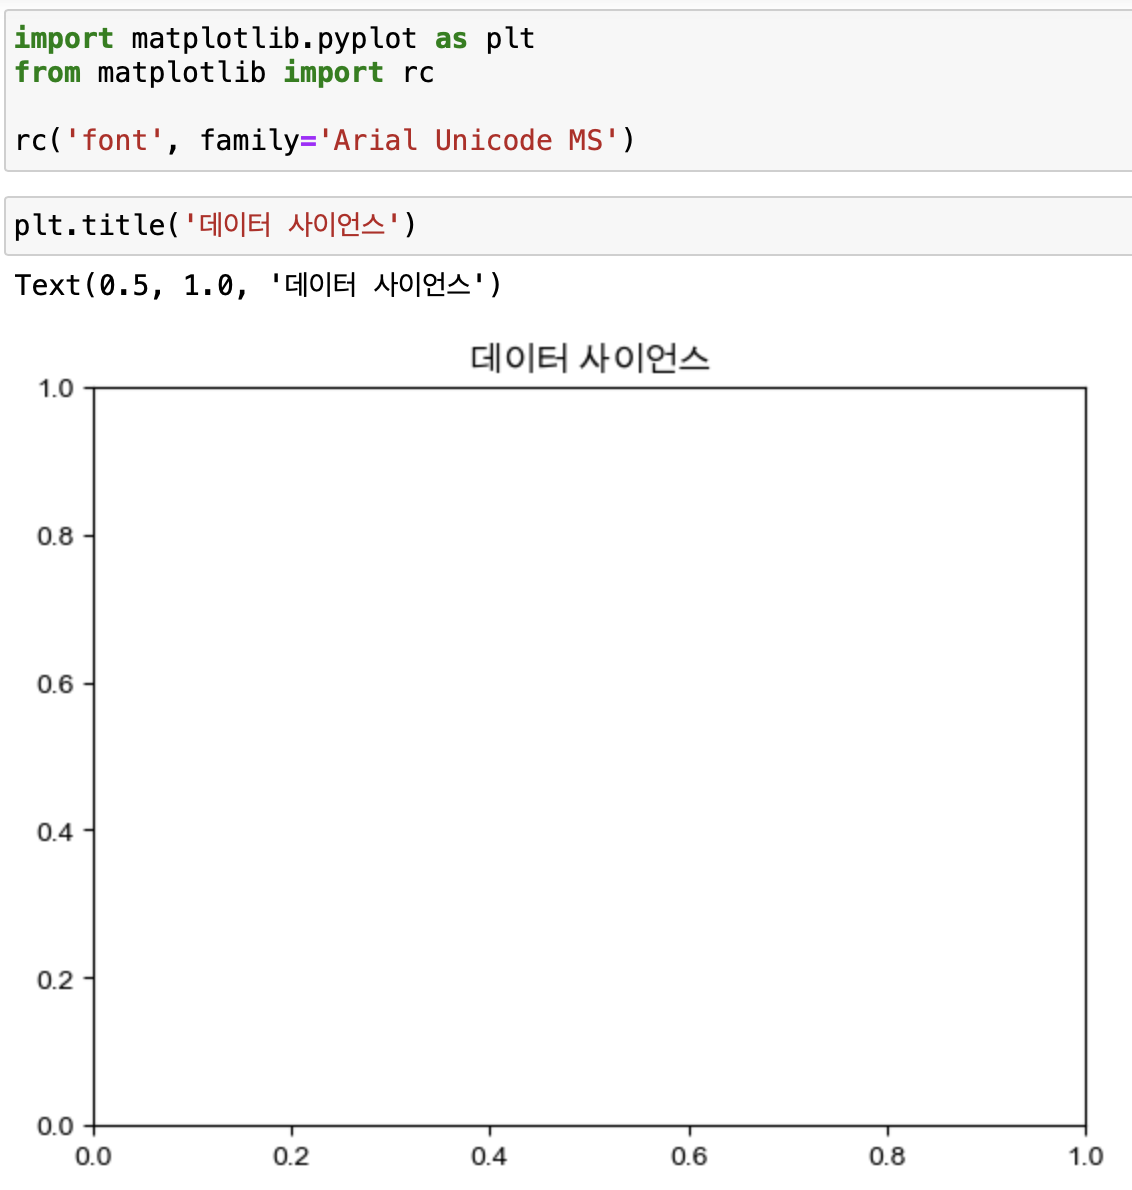 import matplotlib.pyplot as plt
from matplotlib import rc
rc('font', family='Arial Unicode MS')
plt.title('데이터 사이언스')
Text(0.5, 1.0, '데이터 사이언스')
데이터 사이언스
1.0
0.8
0.6
0.4
0.2
0.0
0.0 0.2 0.4 0.6 0.8 1.0